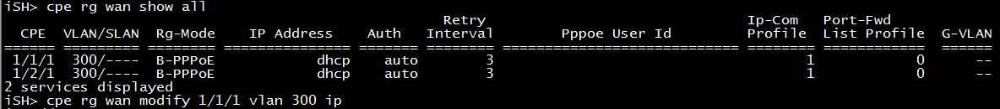 iSH> cpe rg wan show all
Retry Ip-Com Port-Fwd
CPE VLAN/SLAN Rg-Mode IP Address Auth Interval Pppoe User Id Profile List Profile G-VLAN
====== ========= ======= =============== ======= ======== ========================= ======== ============ ======
1/1/1 300/---- B-PPPoE dhcp auto 3 1 0 --
1/2/1 300/---- B-PPPoE dhcp auto 3 1 0 --
2 services displayed
iSH> cpe rg wan modify 1/1/1 vlan 300 ip